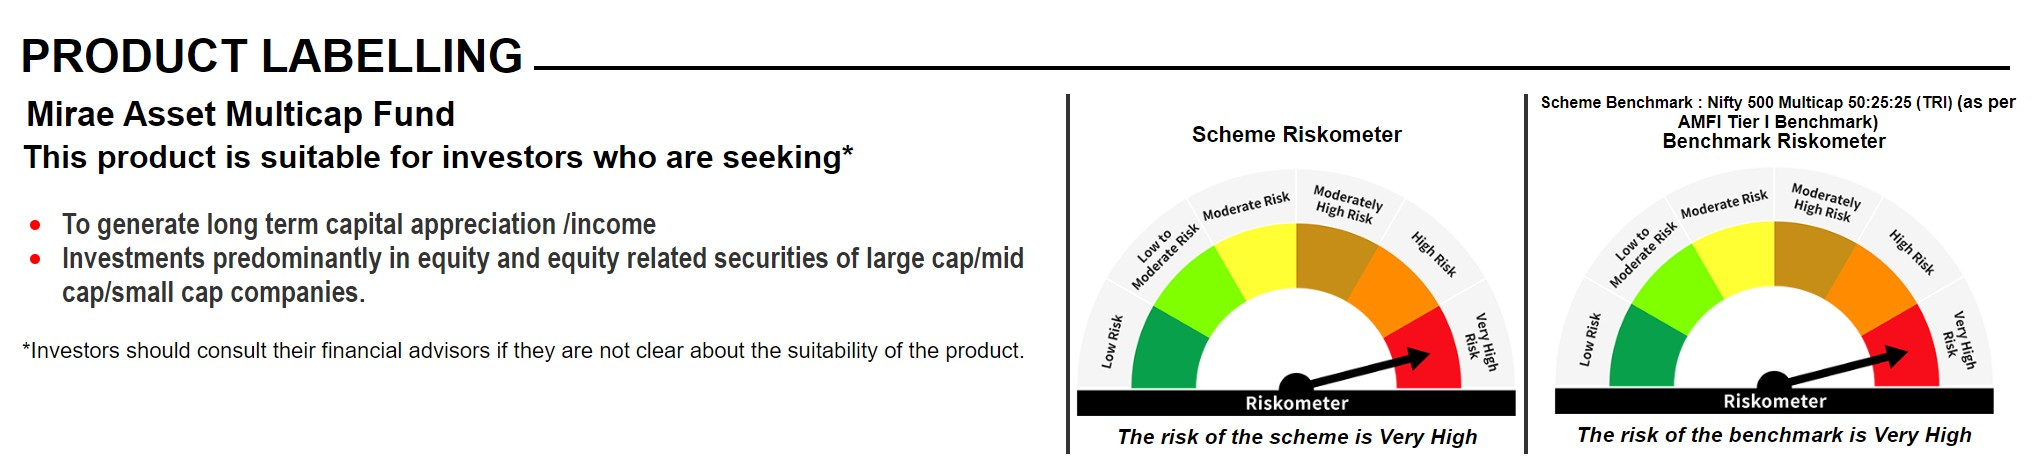 PRODUCT LABELLING
Mirae Asset Multicap Fund
This product is suitable for investors who are seeking*
To generate long term capital appreciation /income
Investments predominantly in equity and equity related securities of large cap/mid
cap/small cap companies.
*Investors should consult their financial advisors if they are not clear about the suitability of the product.
Scheme Riskometer
Low Risk
Low to
Moderate Risk
Moderate Risk
Moderately
High Risk
High Risk
Very High
Risk
Riskometer
The risk of the scheme is Very High
Scheme Benchmark : Nifty 500 Multicap 50:25:25 (TRI) (as per
AMFI Tier I Benchmark)
Benchmark Riskometer
Low Risk
Low to
Moderate Risk
Moderate Risk
Moderately
High Risk
High Risk
Very High
Risk
Riskometer
The risk of the benchmark is Very High